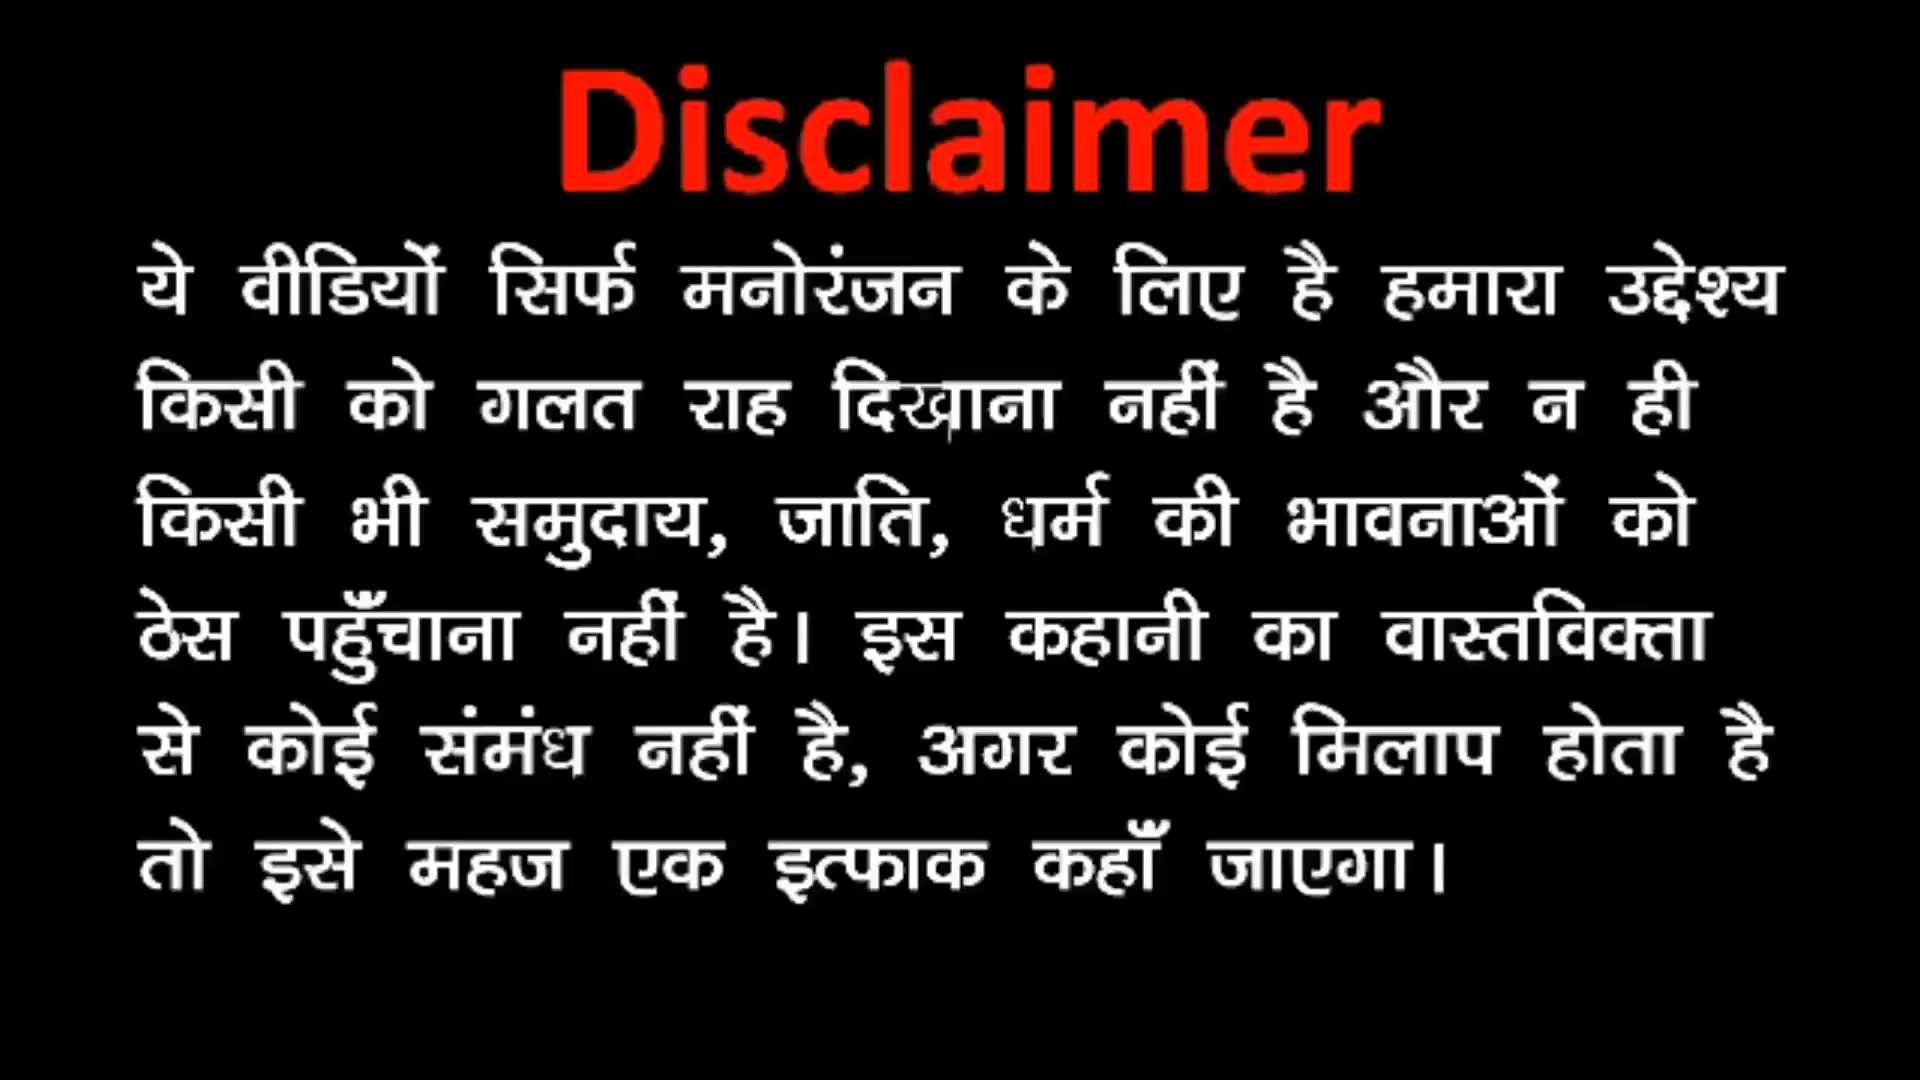 Disclaimer
ये वीडियों सिर्फ मनोरंजन के लिए है हमारा उद्देश्य
किसी को गलत राह दिखाना नहीं है और न ही
किसी भी समुदाय, जाति, धर्म की भावनाओं को
ठेस पहुँचाना नहीं है। इस कहानी का वास्तविक्ता
से कोई संमंध नहीं है, अगर कोई मिलाप होता है
तो इसे महज एक इत्फाक कहाँ जाएगा।